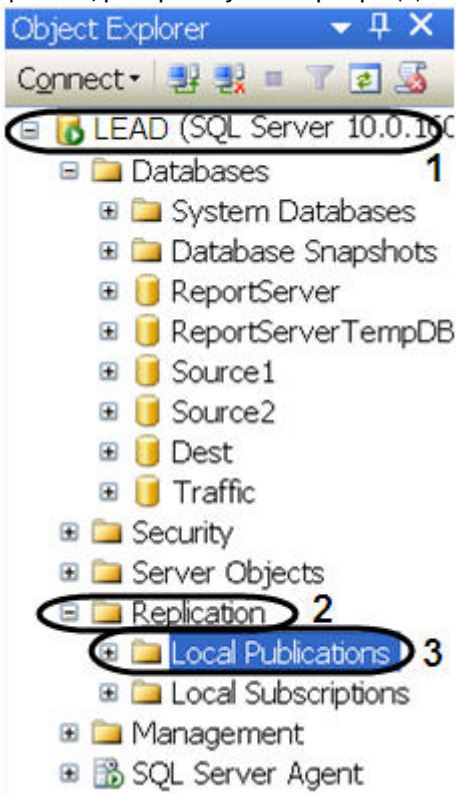 Object Explorer
Connect
LEAD (SQL Server 10.0.160
1
Databases
System Databases
Database Snapshots
ReportServer
ReportServerTempDB
Source1
Source2
Dest
Traffic
Security
Server Objects
Replication 2
Local Publications 3
Local Subscriptions
Management
SQL Server Agent